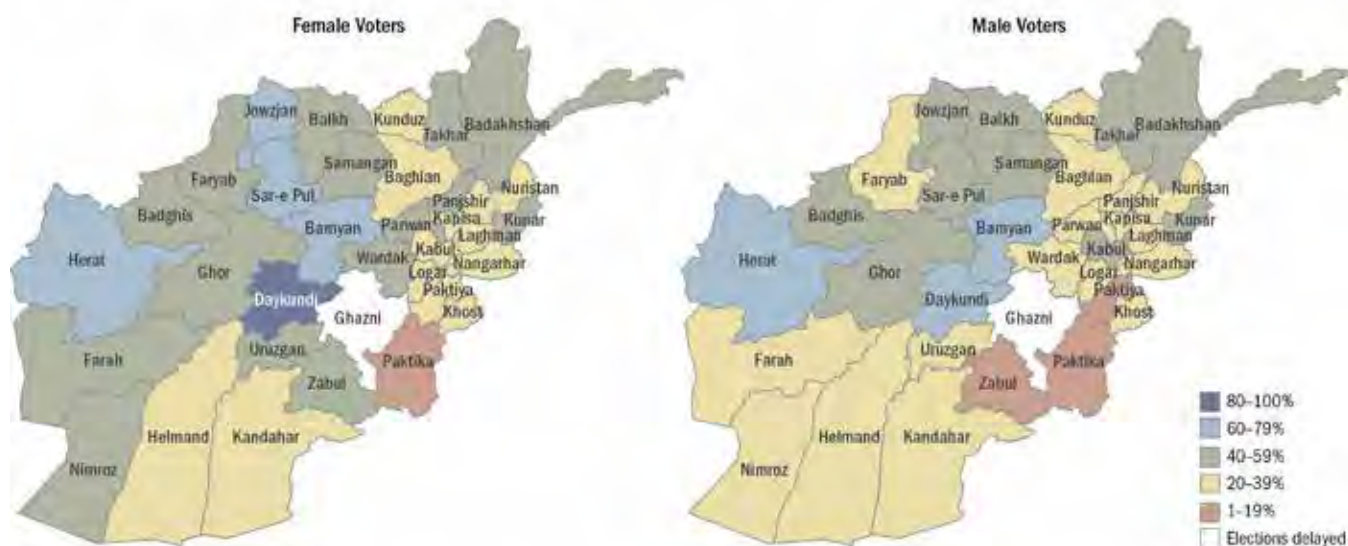 Female Voters
Jowzjan
Balkh
Kunduz
Takhar
Badakhshan
Samangan
Faryab
Baghlan
Sar-e Pul
Nuristan
Panjshir
Badghis
Kapisa
Kunar
Bamyan
Parwan
Laghman
Herat
Kabul
Ghor
Wardak
Nangarhar
Logar
Daykundi
Paktiya
Ghazni
Khost
Uruzgan
Farah
Paktika
Zabul
Helmand
Kandahar
Nimroz
Male Voters
Jowzjan
Balkh
Kunduz
Takhar
Badakhshan
Samangan
Faryab
Baghlan
Sar-e Pul
Nuristan
Panjshir
Badghis
Kapisa
Kunar
Bamyan
Parwan
Laghman
Herat
Kabul
Ghor
Wardak
Nangarhar
Logar
Daykundi
Paktiya
Ghazni
Khost
Uruzgan
Farah
Paktika
Zabul
Helmand
Kandahar
Nimroz
80–100%
60–79%
40–59%
20–39%
1–19%
Elections delayed